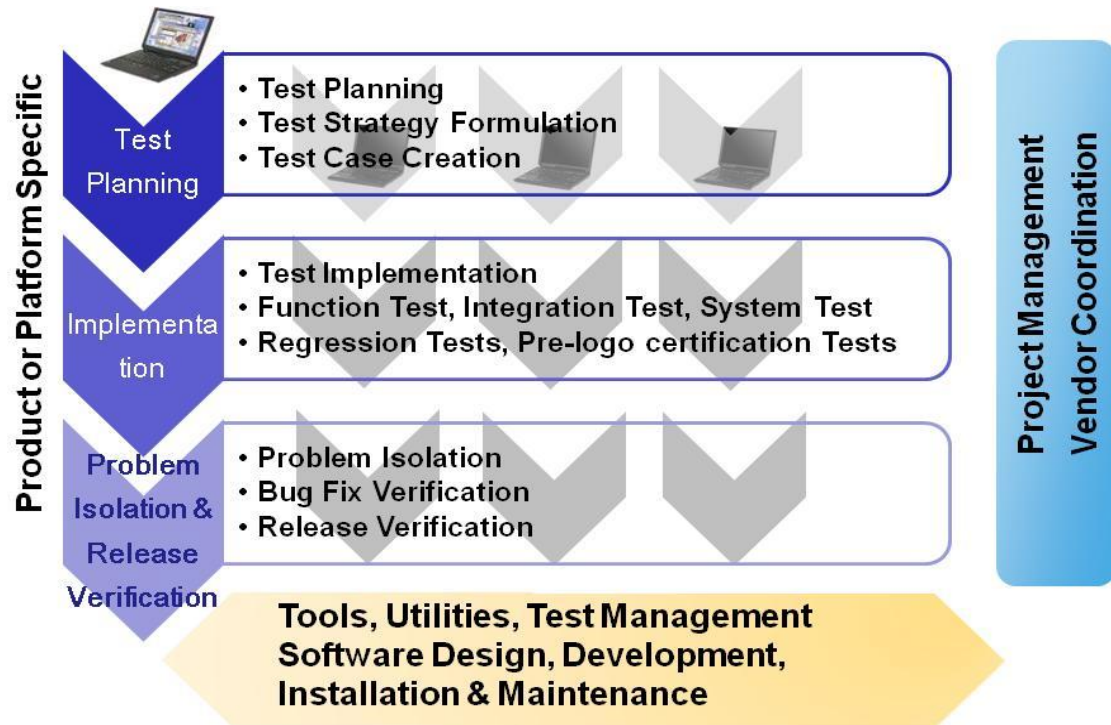 Product or Platform Specific
Test
Planning
• Test Planning
• Test Strategy Formulation
• Test Case Creation
Implementa
tion
• Test Implementation
• Function Test, Integration Test, System Test
• Regression Tests, Pre-logo certification Tests
Problem
Isolation &
Release
Verification
• Problem Isolation
• Bug Fix Verification
• Release Verification
Project Management
Vendor Coordination
Tools, Utilities, Test Management
Software Design, Development,
Installation & Maintenance